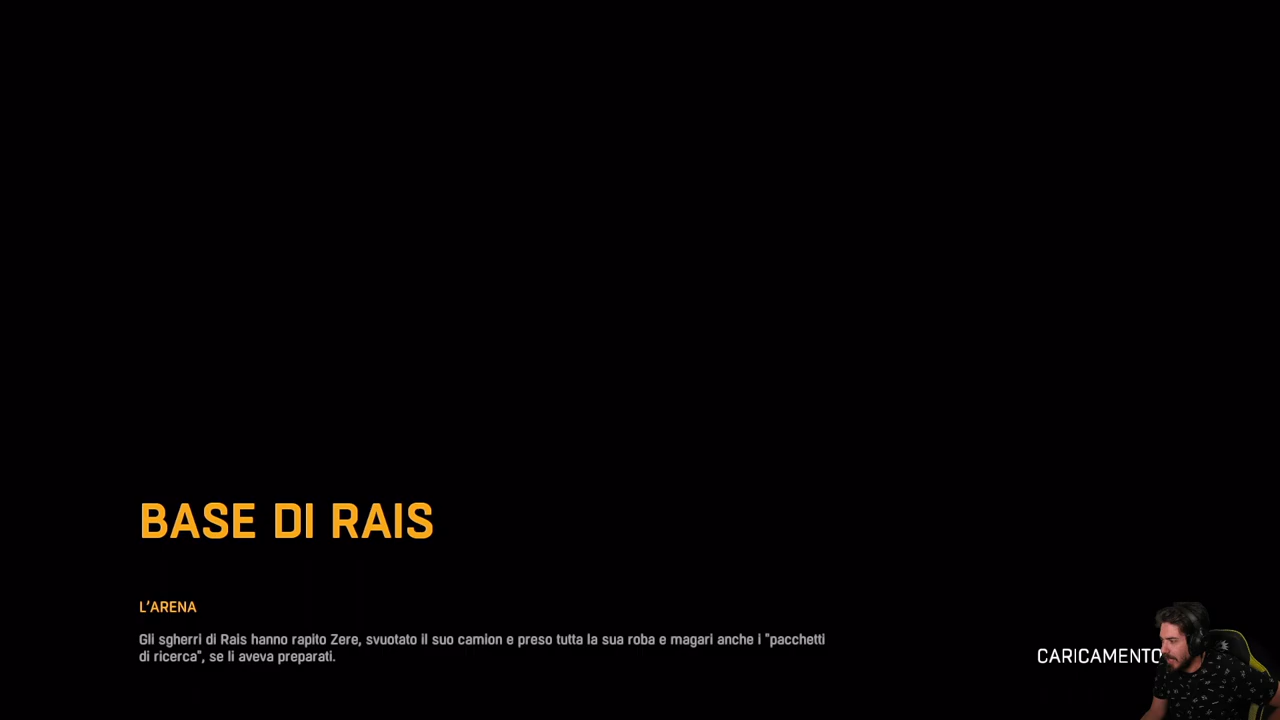 BASE DI RAIS
L'ARENA
Gli sgherri di Rais hanno rapito Zere, svuotato il suo camion e preso tutta la sua roba e magari anche i "pacchetti
di ricerca", se li aveva preparati.
CARICAMENTO